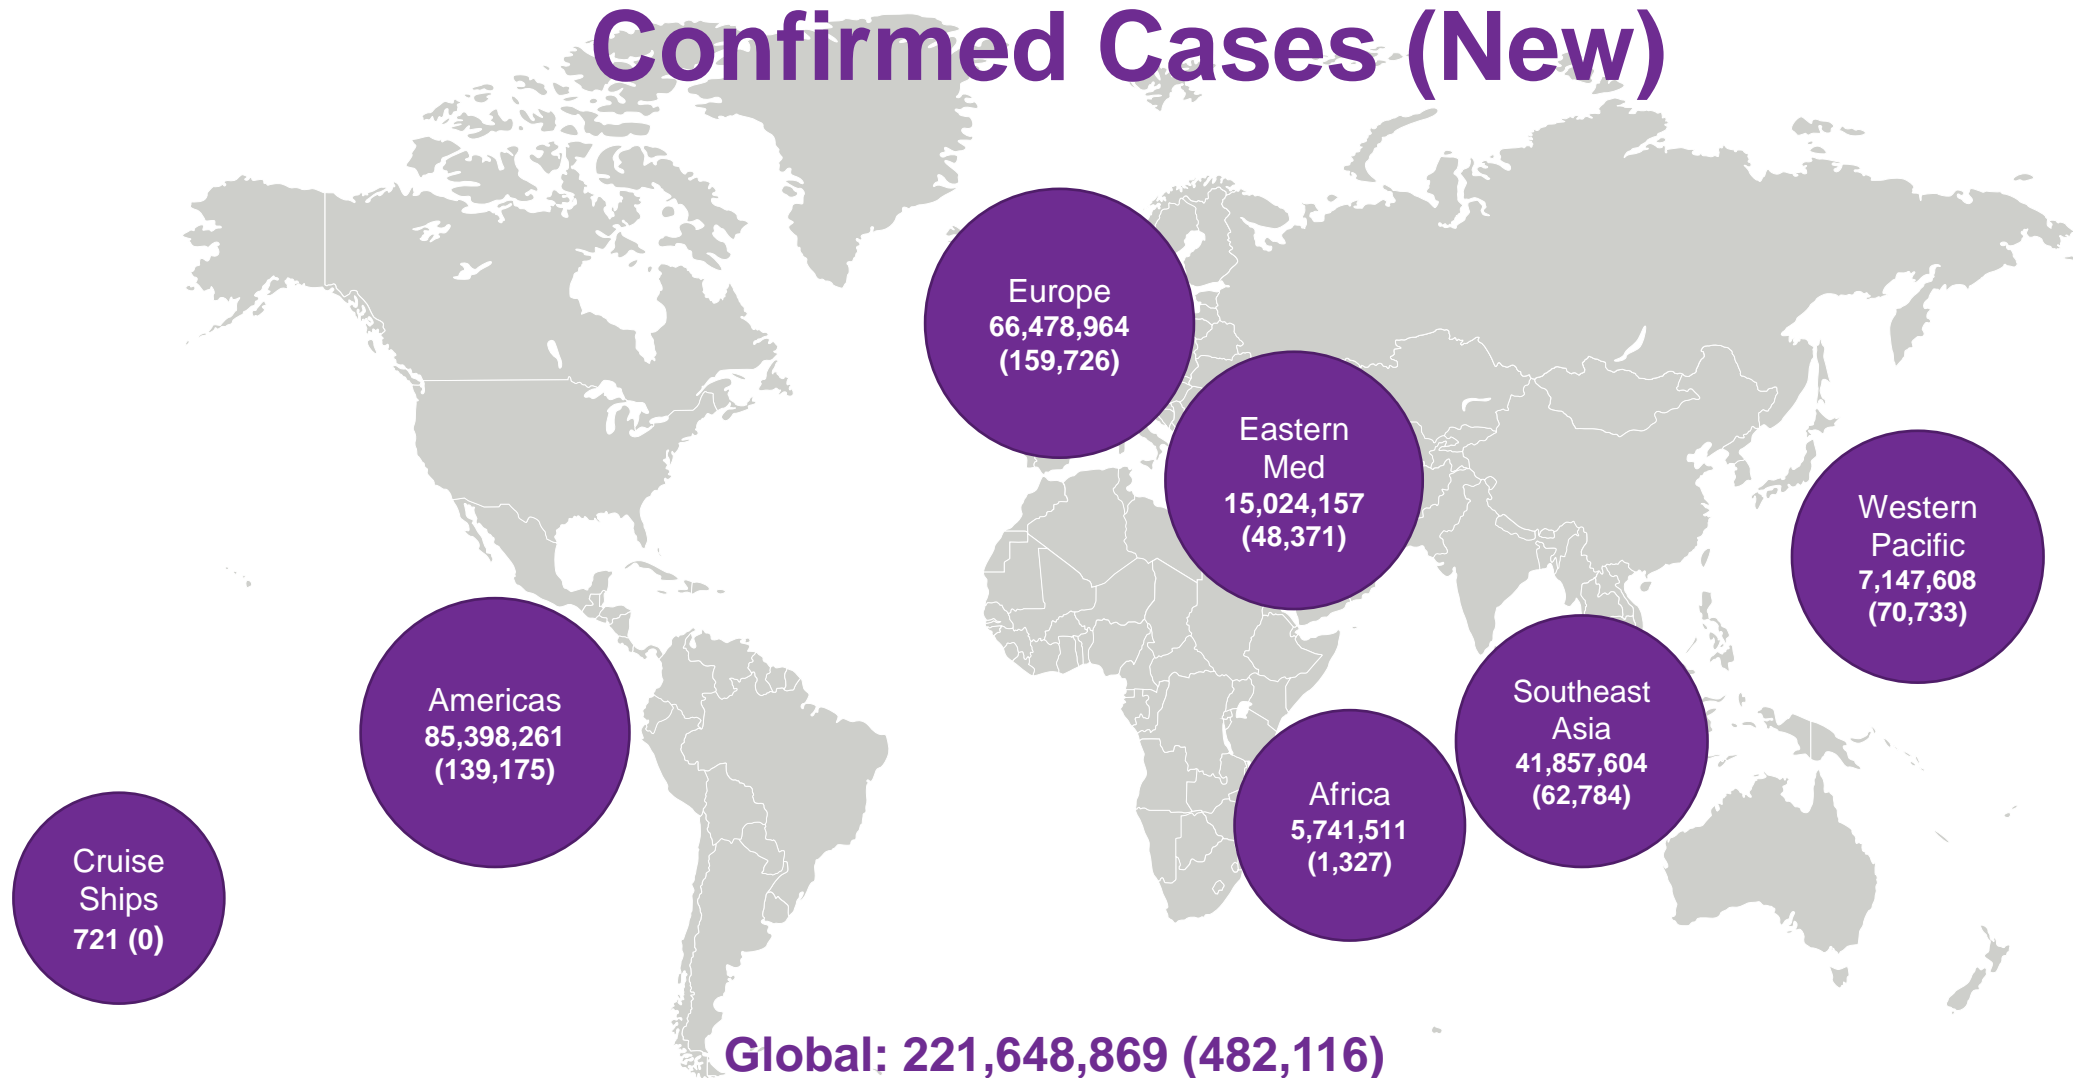 Confirmed Cases (New)
Europe
66,478,964
(159,726)
Eastern
Med
15,024,157
(48,371)
Western
Pacific
7,147,608
(70,733)
Americas
85,398,261
(139,175)
Southeast
Asia
41,857,604
(62,784)
Africa
5,741,511
(1,327)
Cruise
Ships
721 (0)
Global: 221,648,869 (482,116)